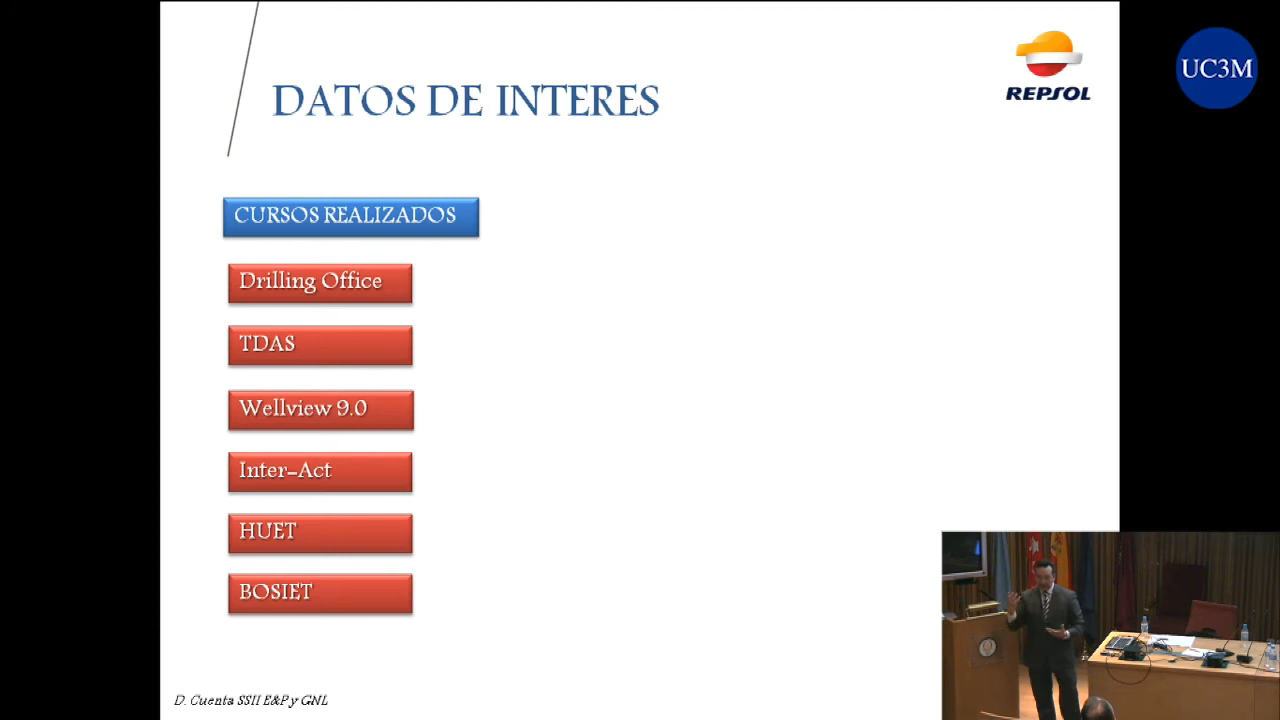 DATOS DE INTERES
REPSOL
UC3M
CURSOS REALIZADOS
Drilling Office
TDAS
Wellview 9.0
Inter-Act
HUET
BOSIET
D. Cuenta SSII E&P y GNL